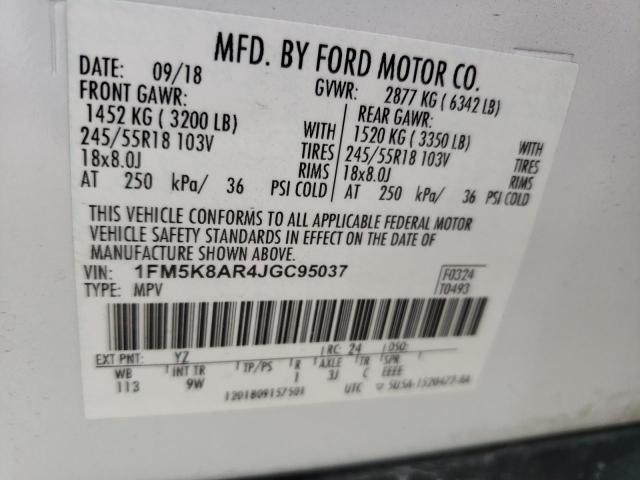 MFD. BY FORD MOTOR CO.
DATE: 09/18 GVWR: 2877 KG ( 6342 LB)
FRONT GAWR: REAR GAWR:
1452 KG ( 3200 LB) WITH 1520 KG ( 3350 LB) WITH
245/55R18 103V TIRES 245/55R18 103V TIRES
18x8.0J RIMS 18x8.0J RIMS
AT 250 kPa/ 36 PSI COLD AT 250 kPa/ 36 PSI COLD
THIS VEHICLE CONFORMS TO ALL APPLICABLE FEDERAL MOTOR
VEHICLE SAFETY STANDARDS IN EFFECT ON THE DATE OF
MANUFACTURE SHOWN ABOVE.
VIN: 1FM5K8AR4JGC95037 F0324
TYPE: MPV T0493
EXT PNT: YZ RC: 24 DSO:
WB INT TR TP/PS R AXLE TR SPR
113 9W I 3J C EEEE
1201809157501 UTC